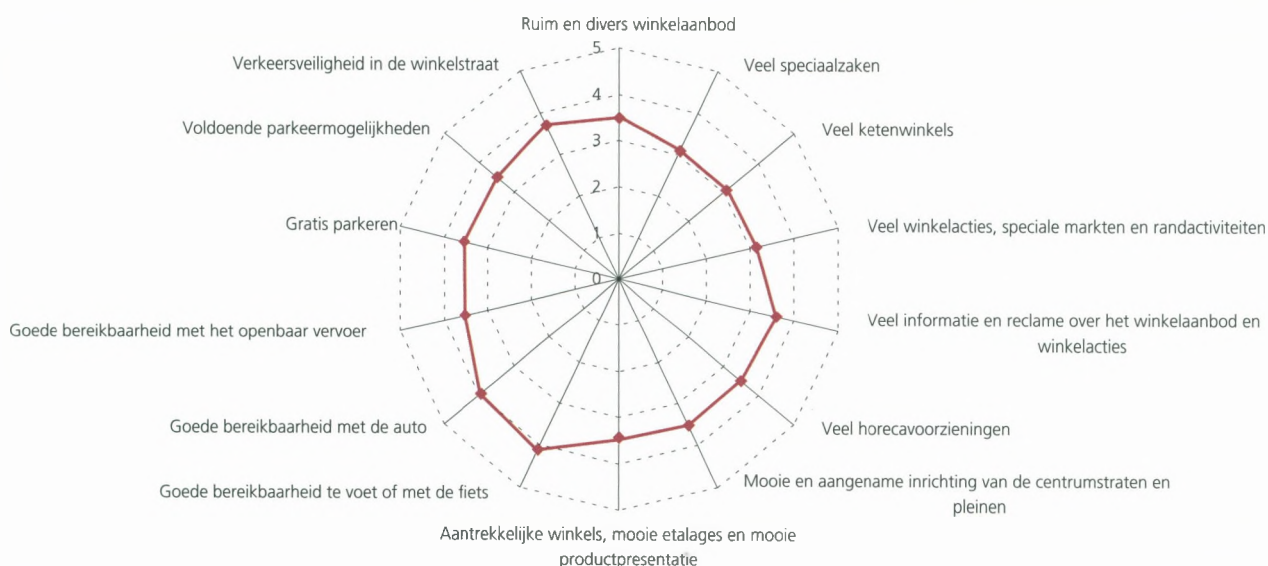 Ruim en divers winkelaanbod
5
Verkeersveiligheid in de winkelstraat
Veel speciaalzaken
4
Voldoende parkeermogelijkheden
Veel ketenwinkels
3
2
Gratis parkeren
Veel winkelacties, speciale markten en randactiviteiten
1
0
Goede bereikbaarheid met het openbaar vervoer
Veel informatie en reclame over het winkelaanbod en
winkelacties
Goede bereikbaarheid met de auto
Veel horecavoorzieningen
Goede bereikbaarheid te voet of met de fiets
Mooie en aangename inrichting van de centrumstraten en
pleinen
Aantrekkelijke winkels, mooie etalages en mooie
productpresentatie